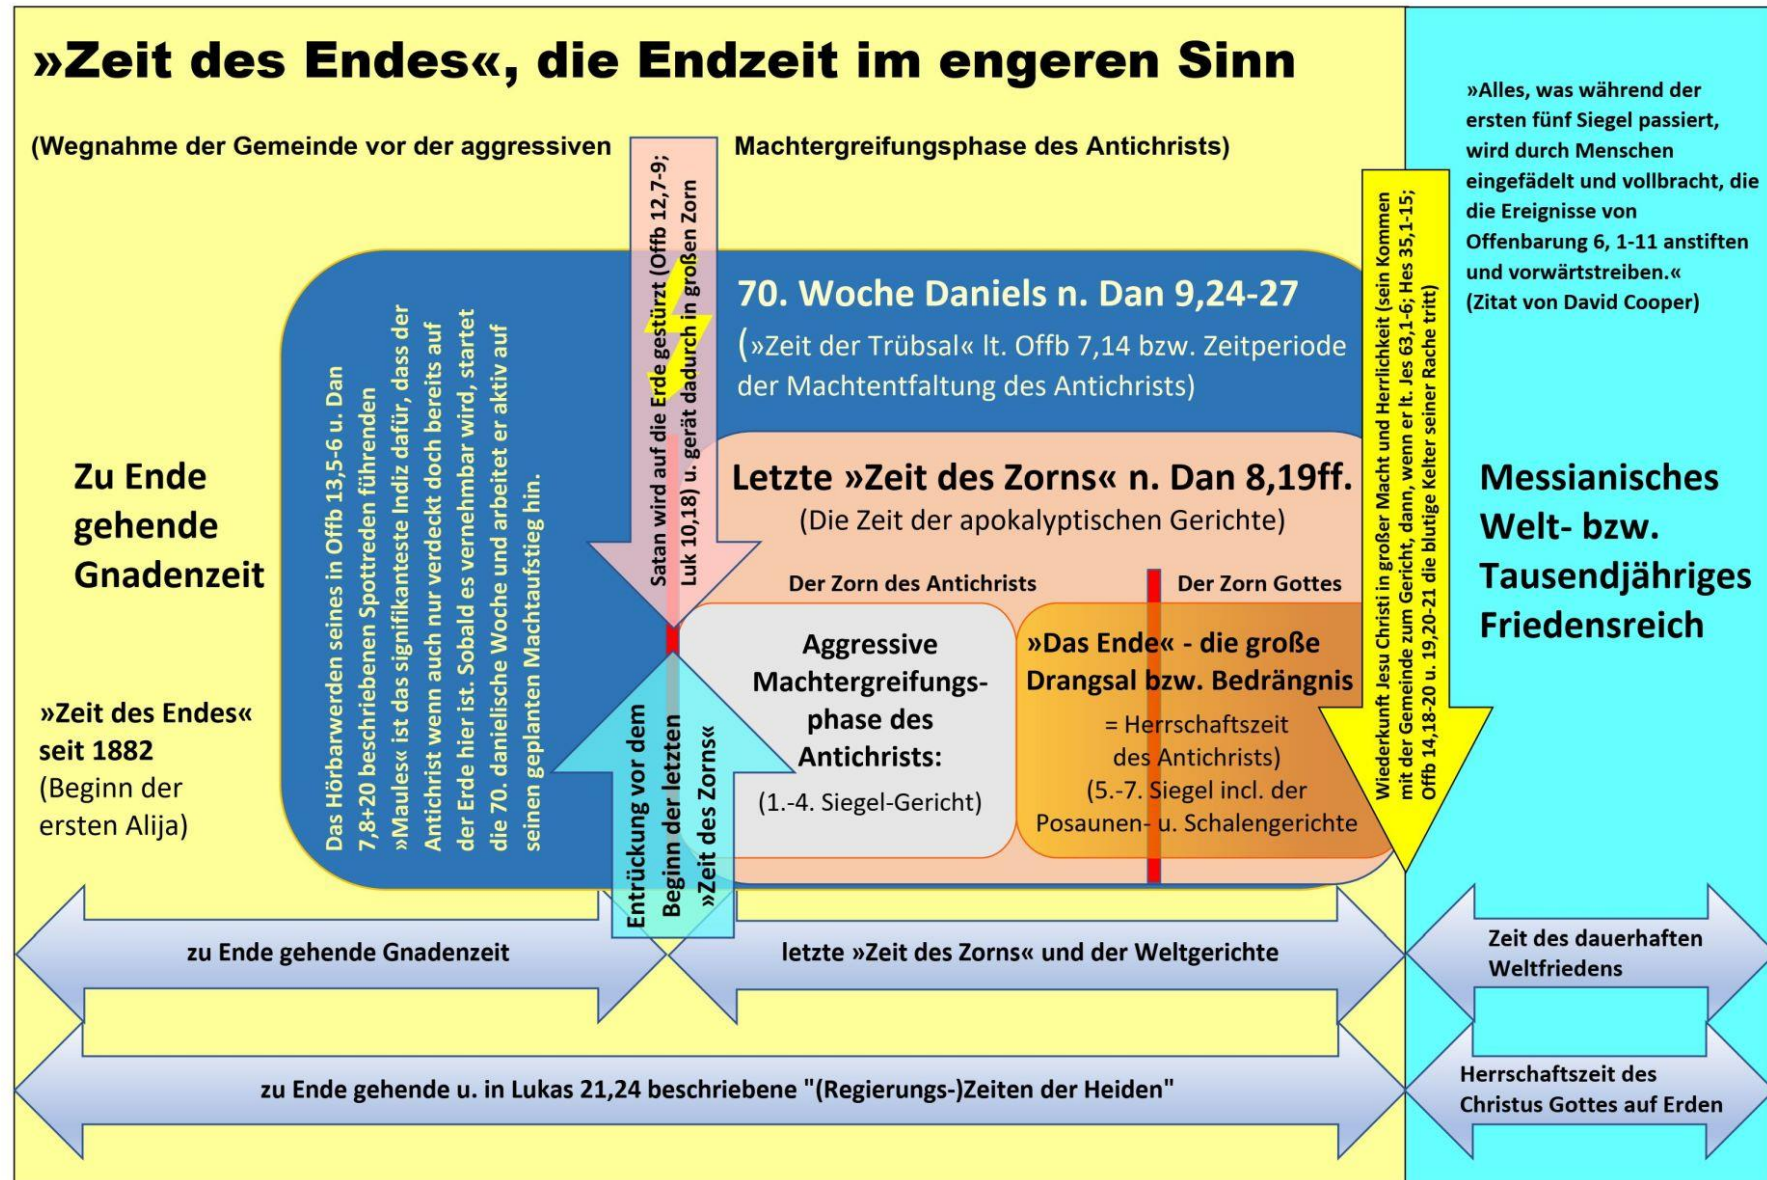 »Zeit des Endes«, die Endzeit im engeren Sinn
(Wegnahme der Gemeinde vor der aggressiven Machtergreifungsphase des Antichrists)
»Alles, was während der
ersten fünf Siegel passiert,
wird durch Menschen
eingefädelt und vollbracht, die
die Ereignisse von
Offenbarung 6, 1-11 anstiften
und vorwärtstreiben.«
(Zitat von David Cooper)
Zu Ende
gehende
Gnadenzeit
»Zeit des Endes«
seit 1882
(Beginn der
ersten Alija)
Das Hörbarwerden seines in Offb 13,5-6 u. Dan
7,8+20 beschriebenen Spottreden führenden
»Maules« ist das signifikanteste Indiz dafür, dass der
Antichrist wenn auch nur verdeckt doch bereits auf
der Erde hier ist. Sobald es vernehmbar wird, startet
die 70. danielische Woche und arbeitet er aktiv auf
seinen geplanten Machtaufstieg hin.
Satan wird auf die Erde gestürzt (Offb 12,7-9;
Luk 10,18) u. gerät dadurch in großen Zorn
70. Woche Daniels n. Dan 9,24-27
(»Zeit der Trübsal« lt. Offb 7,14 bzw. Zeitperiode
der Machtentfaltung des Antichrists)
Letzte »Zeit des Zorns« n. Dan 8,19ff.
(Die Zeit der apokalyptischen Gerichte)
Der Zorn des Antichrists
Der Zorn Gottes
Aggressive
Machtergreifungs-
phase des
Antichrists:
(1.-4. Siegel-Gericht)
»Das Ende« - die große
Drangsal bzw. Bedrängnis
= Herrschaftszeit
des Antichrists)
(5.-7. Siegel incl. der
Posaunen- u. Schalengerichte
Entrückung vor dem
Beginn der letzten
»Zeit des Zorns«
Wiederkunft Jesu Christi in großer Macht und Herrlichkeit (sein Kommen
mit der Gemeinde zum Gericht, dann, wenn er lt. Jes 63,1-6; Hes 35,1-15;
Offb 14,18-20 u. 19,20-21 die blutige Kelter seiner Rache tritt)
Messianisches
Welt- bzw.
Tausendjähriges
Friedensreich
zu Ende gehende Gnadenzeit
letzte »Zeit des Zorns« und der Weltgerichte
Zeit des dauerhaften
Weltfriedens
zu Ende gehende u. in Lukas 21,24 beschriebene "(Regierungs-)Zeiten der Heiden"
Herrschaftszeit des
Christus Gottes auf Erden